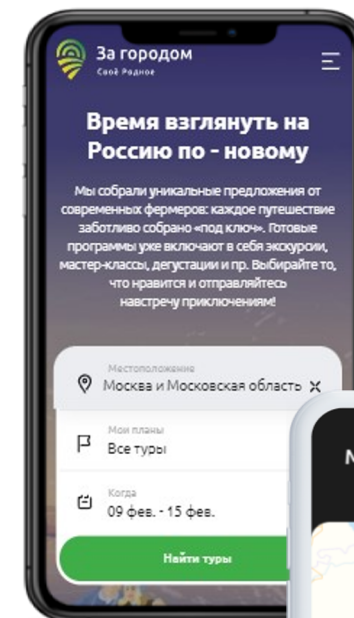 За городом
Своё Родное
Время взглянуть на
Россию по - новому
Мы собрали уникальные предложения от
современных фермеров: каждое путешествие
заботливо собрано «под ключ». Готовые
программы уже включают в себя экскурсии,
мастер-классы, дегустации и пр. Выбирайте то,
что нравится и отправляйтесь
навстречу приключениям!
Местоположение
Москва и Московская область
Мои планы
Все туры
Когда
09 фев. - 15 фев.
Найти туры